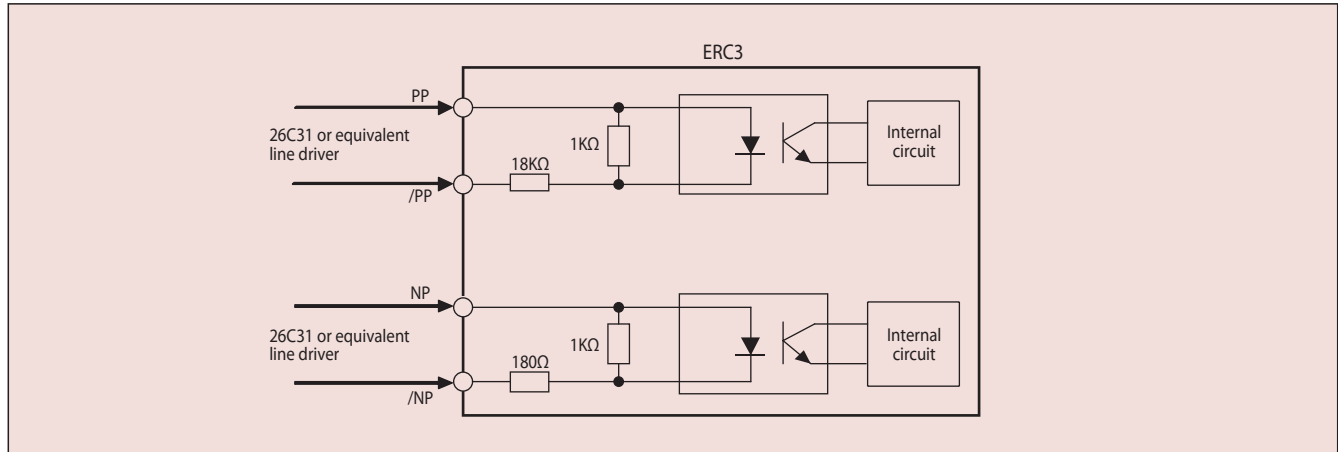 ERC3
PP
26C31 or equivalent
line driver
/PP
18KΩ
1KΩ
Internal
circuit
NP
26C31 or equivalent
line driver
/NP
180Ω
1KΩ
Internal
circuit